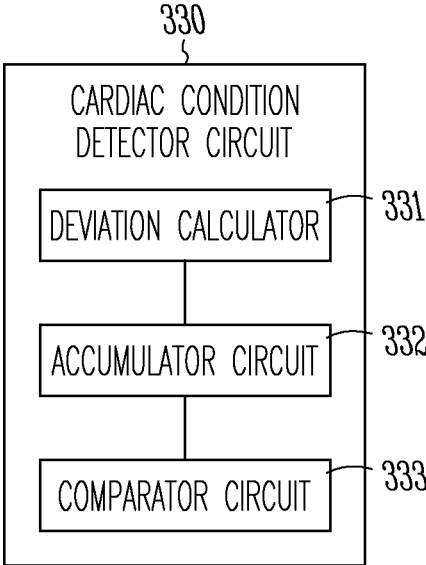 330
CARDIAC CONDITION
DETECTOR CIRCUIT
DEVIATION CALCULATOR
331
ACCUMULATOR CIRCUIT
332
COMPARATOR CIRCUIT
333